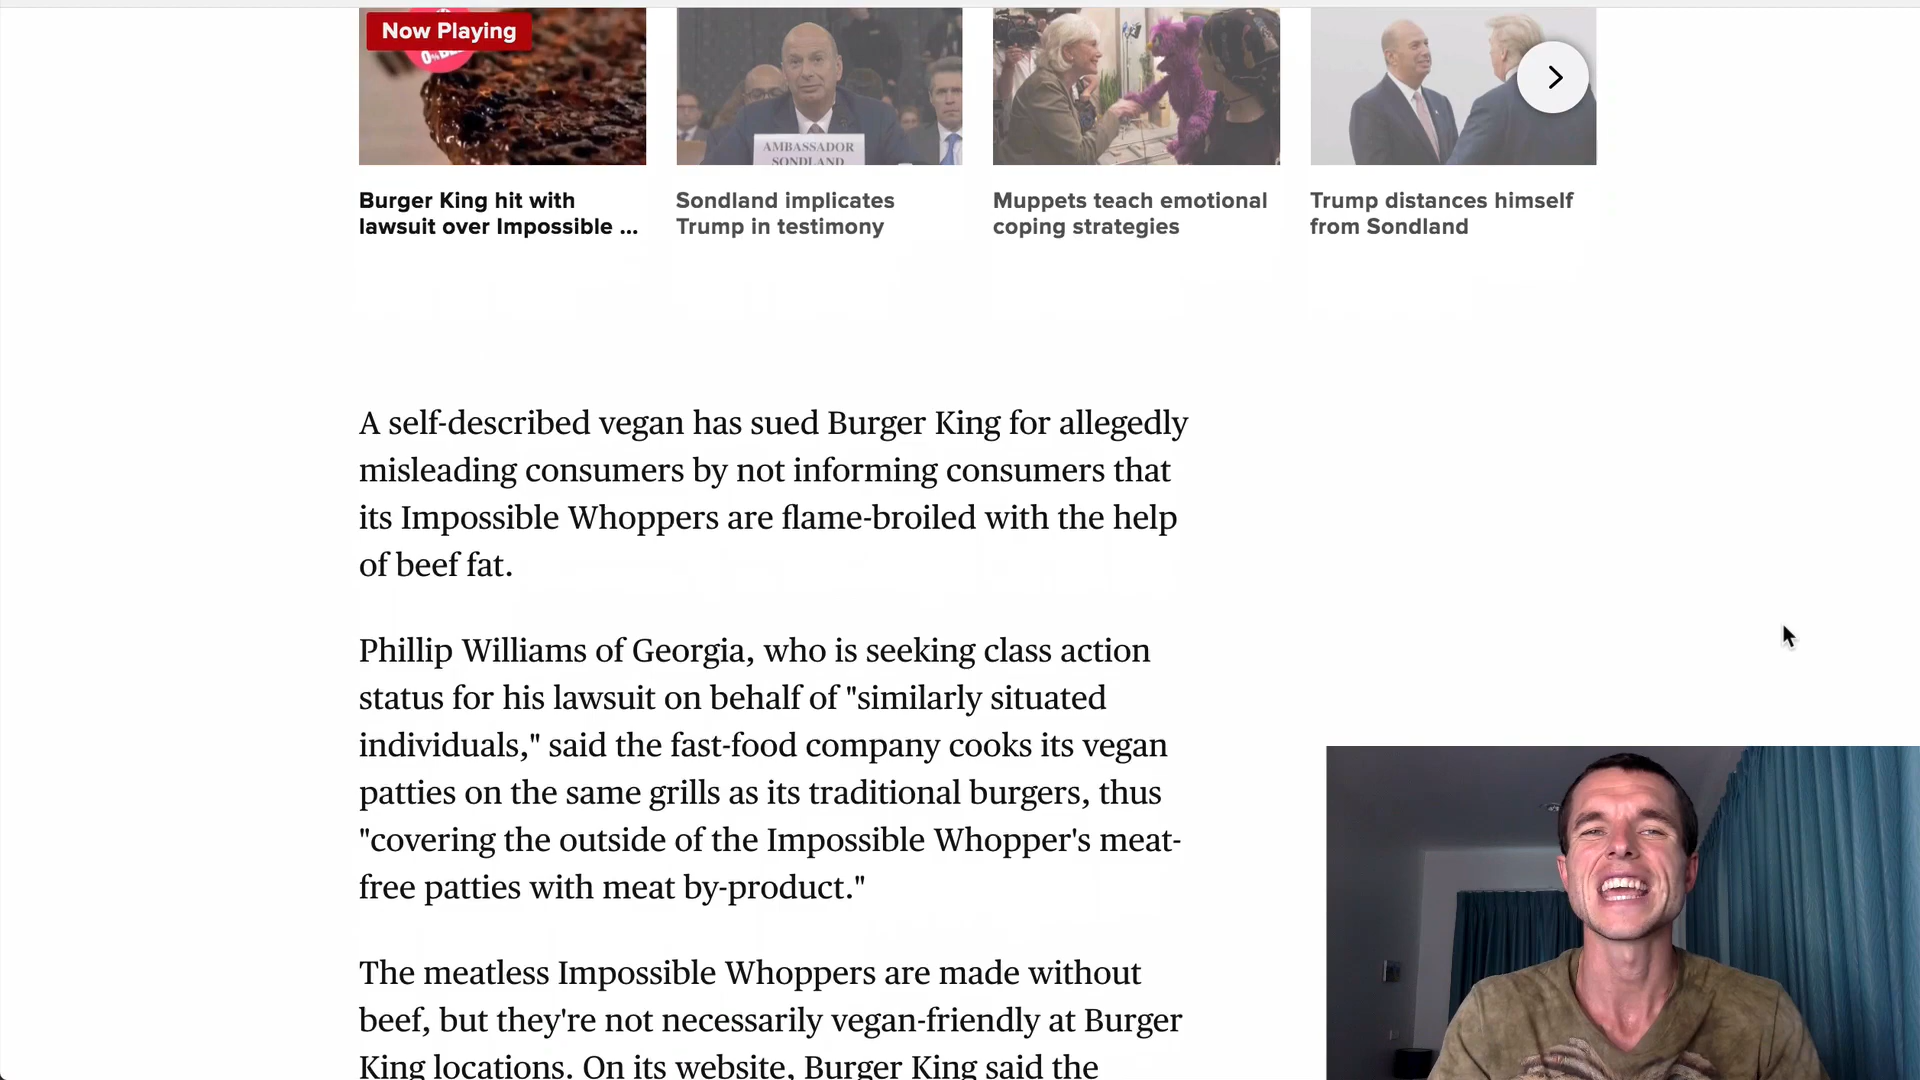 Now Playing
0%
AMBASSADOR
SONDLAND
Burger King hit with
lawsuit over Impossible ...
Sondland implicates
Trump in testimony
Muppets teach emotional
coping strategies
Trump distances himself
from Sondland
A self-described vegan has sued Burger King for allegedly
misleading consumers by not informing consumers that
its Impossible Whoppers are flame-broiled with the help
of beef fat.
Phillip Williams of Georgia, who is seeking class action
status for his lawsuit on behalf of "similarly situated
individuals," said the fast-food company cooks its vegan
patties on the same grills as its traditional burgers, thus
"covering the outside of the Impossible Whopper's meat-
free patties with meat by-product."
The meatless Impossible Whoppers are made without
beef, but they're not necessarily vegan-friendly at Burger
King locations. On its website, Burger King said the